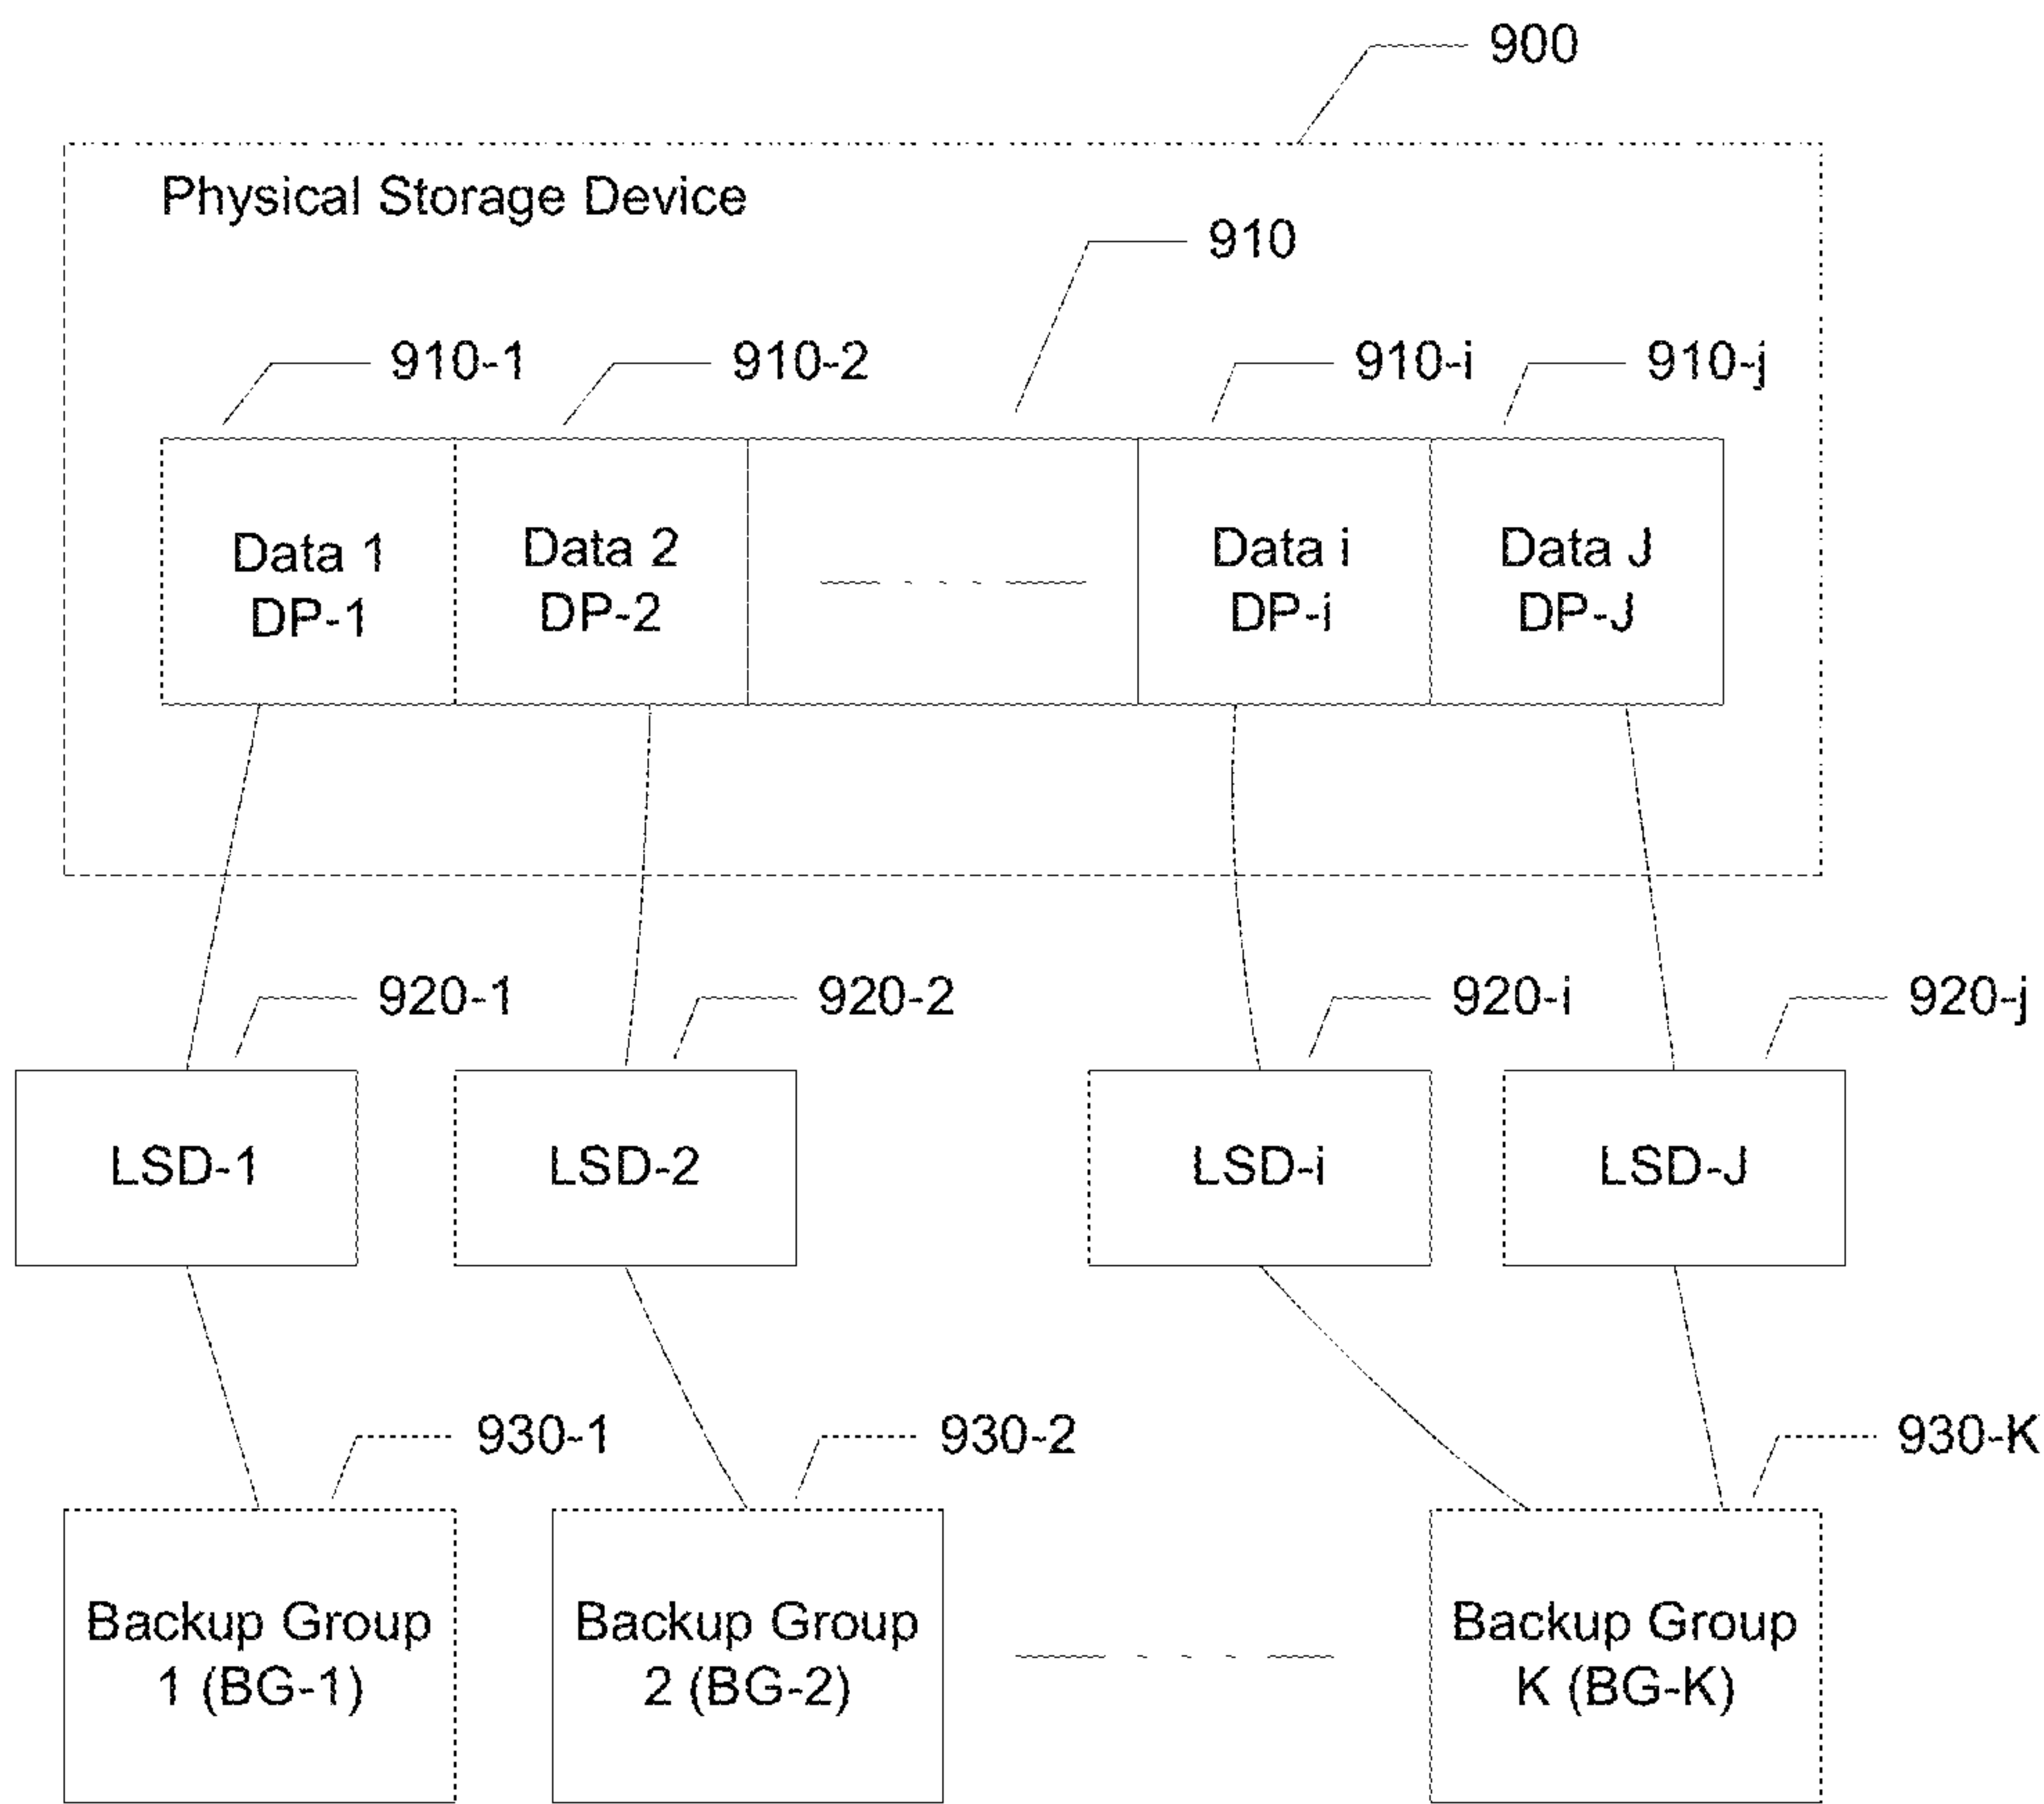 900
Physical Storage Device
910
910-1
910-2
910-i
910-j
Data 1
DP-1
Data 2
DP-2
Data i
DP-i
Data J
DP-J
920-1
920-2
920-i
920-j
LSD-1
LSD-2
LSD-i
LSD-J
930-1
930-2
930-K
Backup Group
1 (BG-1)
Backup Group
2 (BG-2)
Backup Group
K (BG-K)